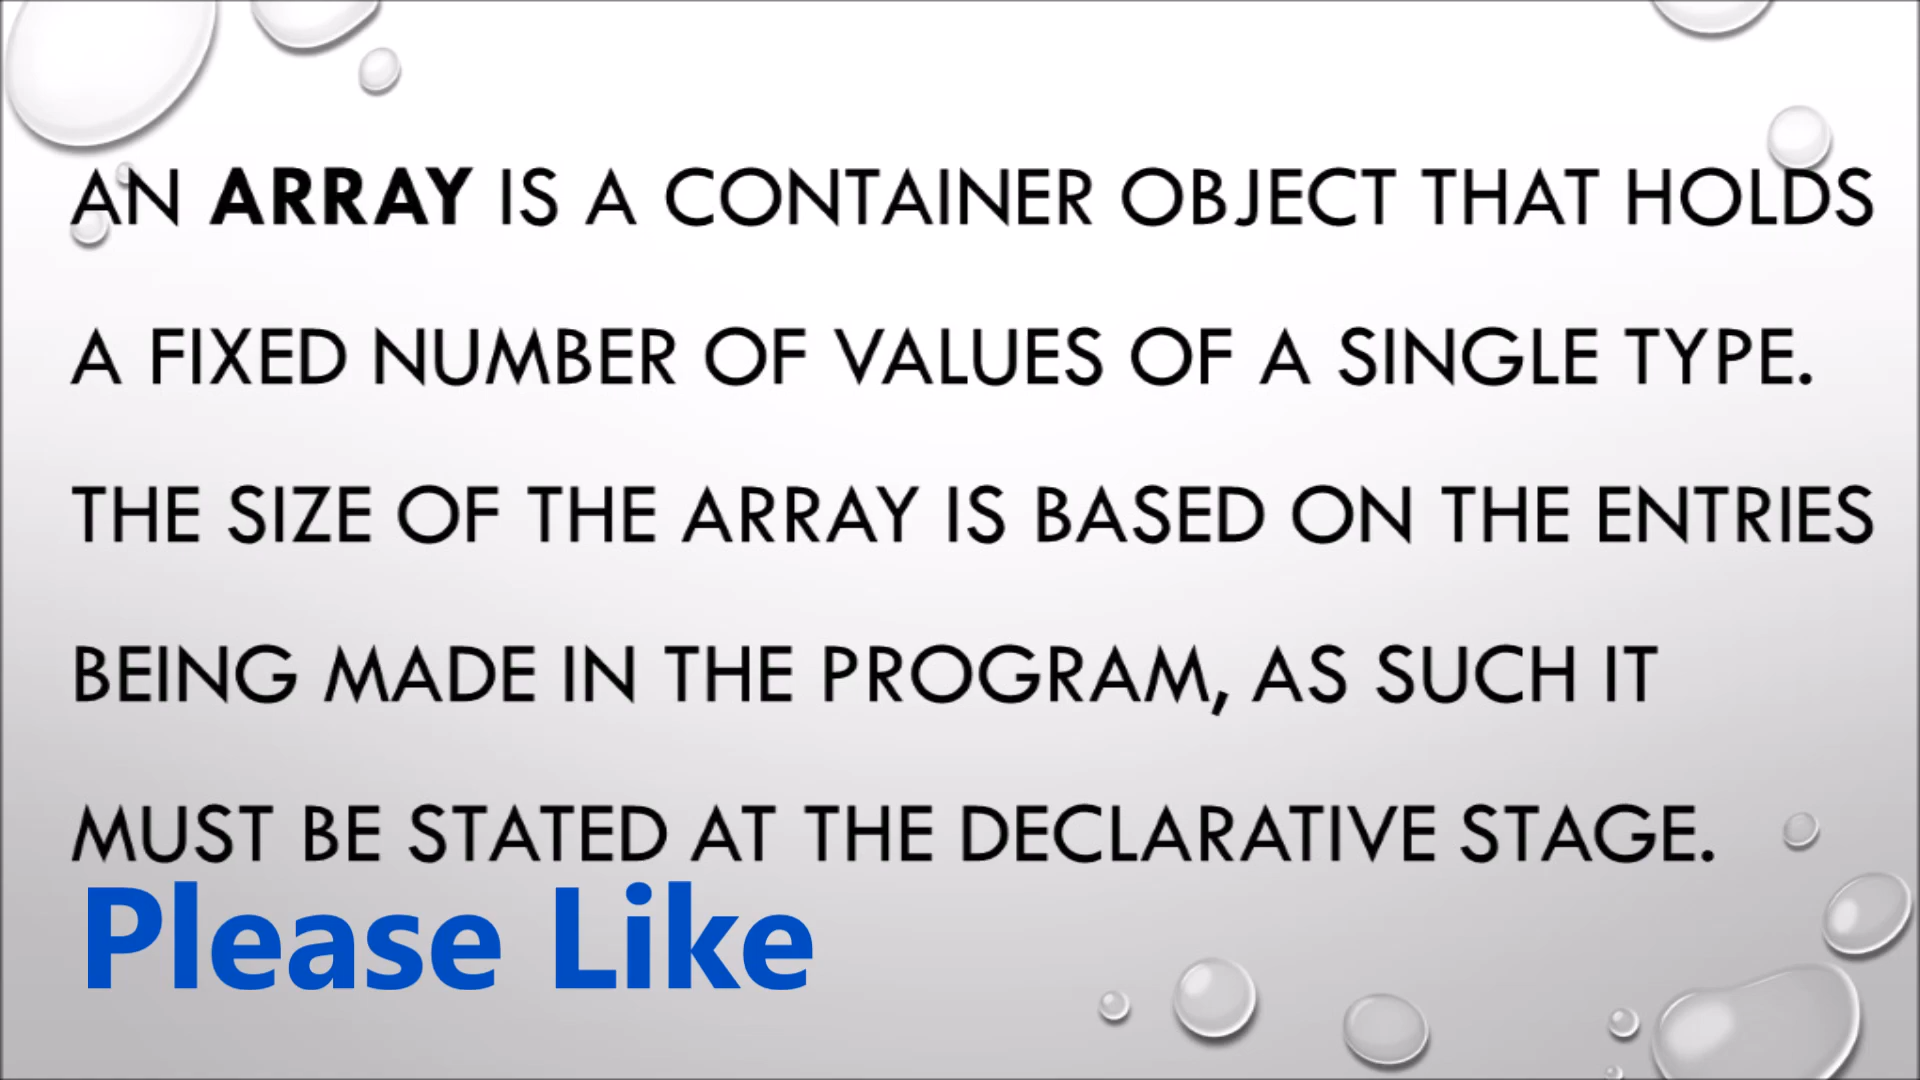 AN ARRAY IS A CONTAINER OBJECT THAT HOLDS
A FIXED NUMBER OF VALUES OF A SINGLE TYPE.
THE SIZE OF THE ARRAY IS BASED ON THE ENTRIES
BEING MADE IN THE PROGRAM, AS SUCH IT
MUST BE STATED AT THE DECLARATIVE STAGE.
Please Like